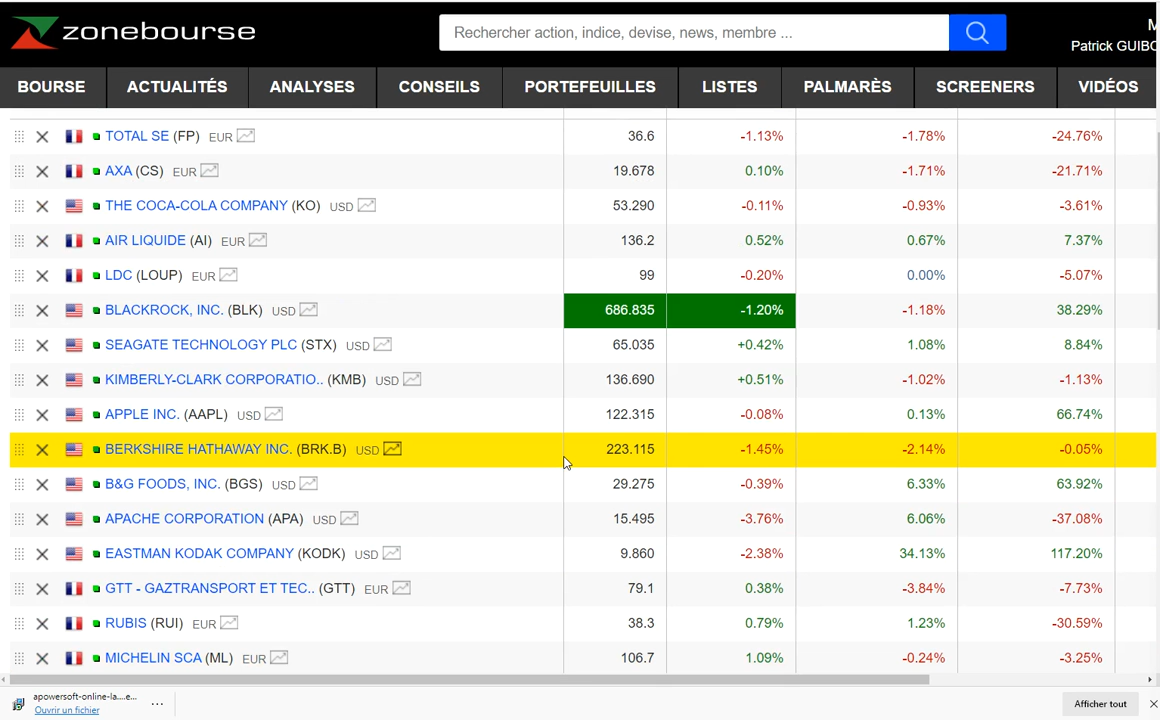 zonebourse
Rechercher action, indice, devise, news, membre ...
M
Patrick GUIBO
BOURSE ACTUALITÉS ANALYSES CONSEILS PORTEFEUILLES LISTES PALMARÈS SCREENERS VIDÉOS
TOTAL SE (FP) EUR 36.6 -1.13% -1.78% -24.76%
AXA (CS) EUR 19.678 0.10% -1.71% -21.71%
THE COCA-COLA COMPANY (KO) USD 53.290 -0.11% -0.93% -3.61%
AIR LIQUIDE (AI) EUR 136.2 0.52% 0.67% 7.37%
LDC (LOUP) EUR 99 -0.20% 0.00% -5.07%
BLACKROCK, INC. (BLK) USD 686.835 -1.20% -1.18% 38.29%
SEAGATE TECHNOLOGY PLC (STX) USD 65.035 +0.42% 1.08% 8.84%
KIMBERLY-CLARK CORPORATIO.. (KMB) USD 136.690 +0.51% -1.02% -1.13%
APPLE INC. (AAPL) USD 122.315 -0.08% 0.13% 66.74%
BERKSHIRE HATHAWAY INC. (BRK.B) USD 223.115 -1.45% -2.14% -0.05%
B&G FOODS, INC. (BGS) USD 29.275 -0.39% 6.33% 63.92%
APACHE CORPORATION (APA) USD 15.495 -3.76% 6.06% -37.08%
EASTMAN KODAK COMPANY (KODK) USD 9.860 -2.38% 34.13% 117.20%
GTT - GAZTRANSPORT ET TEC.. (GTT) EUR 79.1 0.38% -3.84% -7.73%
RUBIS (RUI) EUR 38.3 0.79% 1.23% -30.59%
MICHELIN SCA (ML) EUR 106.7 1.09% -0.24% -3.25%
apowersoft-online-la....e...
Ouvrir un fichier
Afficher tout